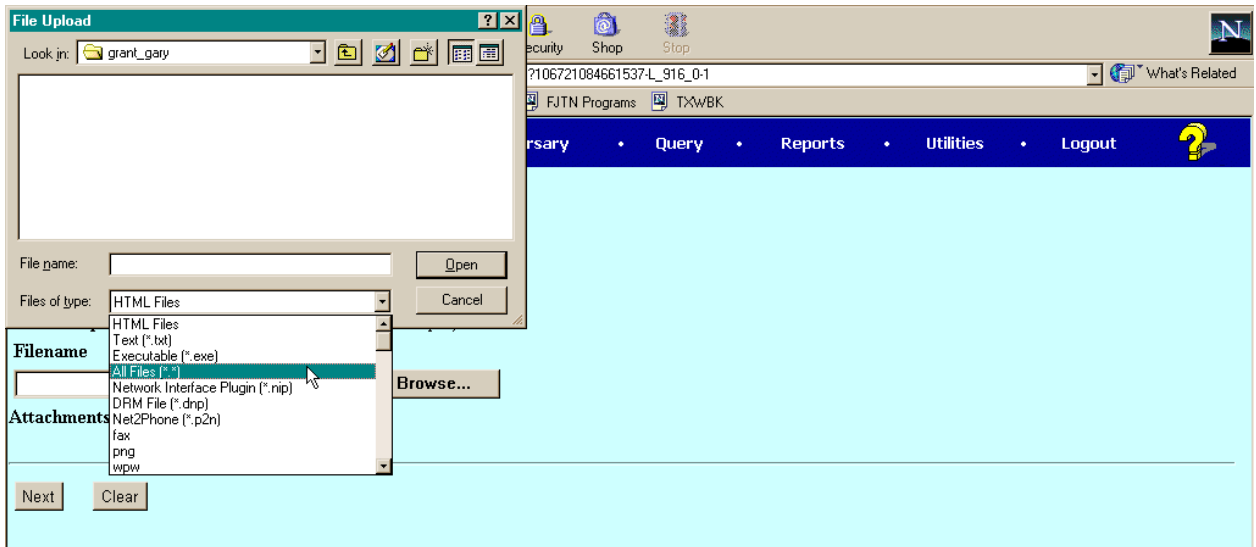 File Upload
Look in: grant_gary
File name:
Open
Files of type: HTML Files
Cancel
HTML Files
Text (*.txt)
Executable (*.exe)
All Files (*.*)
Network Interface Plugin (*.nip)
DRM File (*.dnp)
Net2Phone (*.p2n)
fax
png
wpw
ecurity Shop Stop
N
?106721084661537-L_916_0-1
What's Related
FJTN Programs TXWBK
rsary • Query • Reports • Utilities • Logout
Filename
Browse...
Attachments
Next Clear